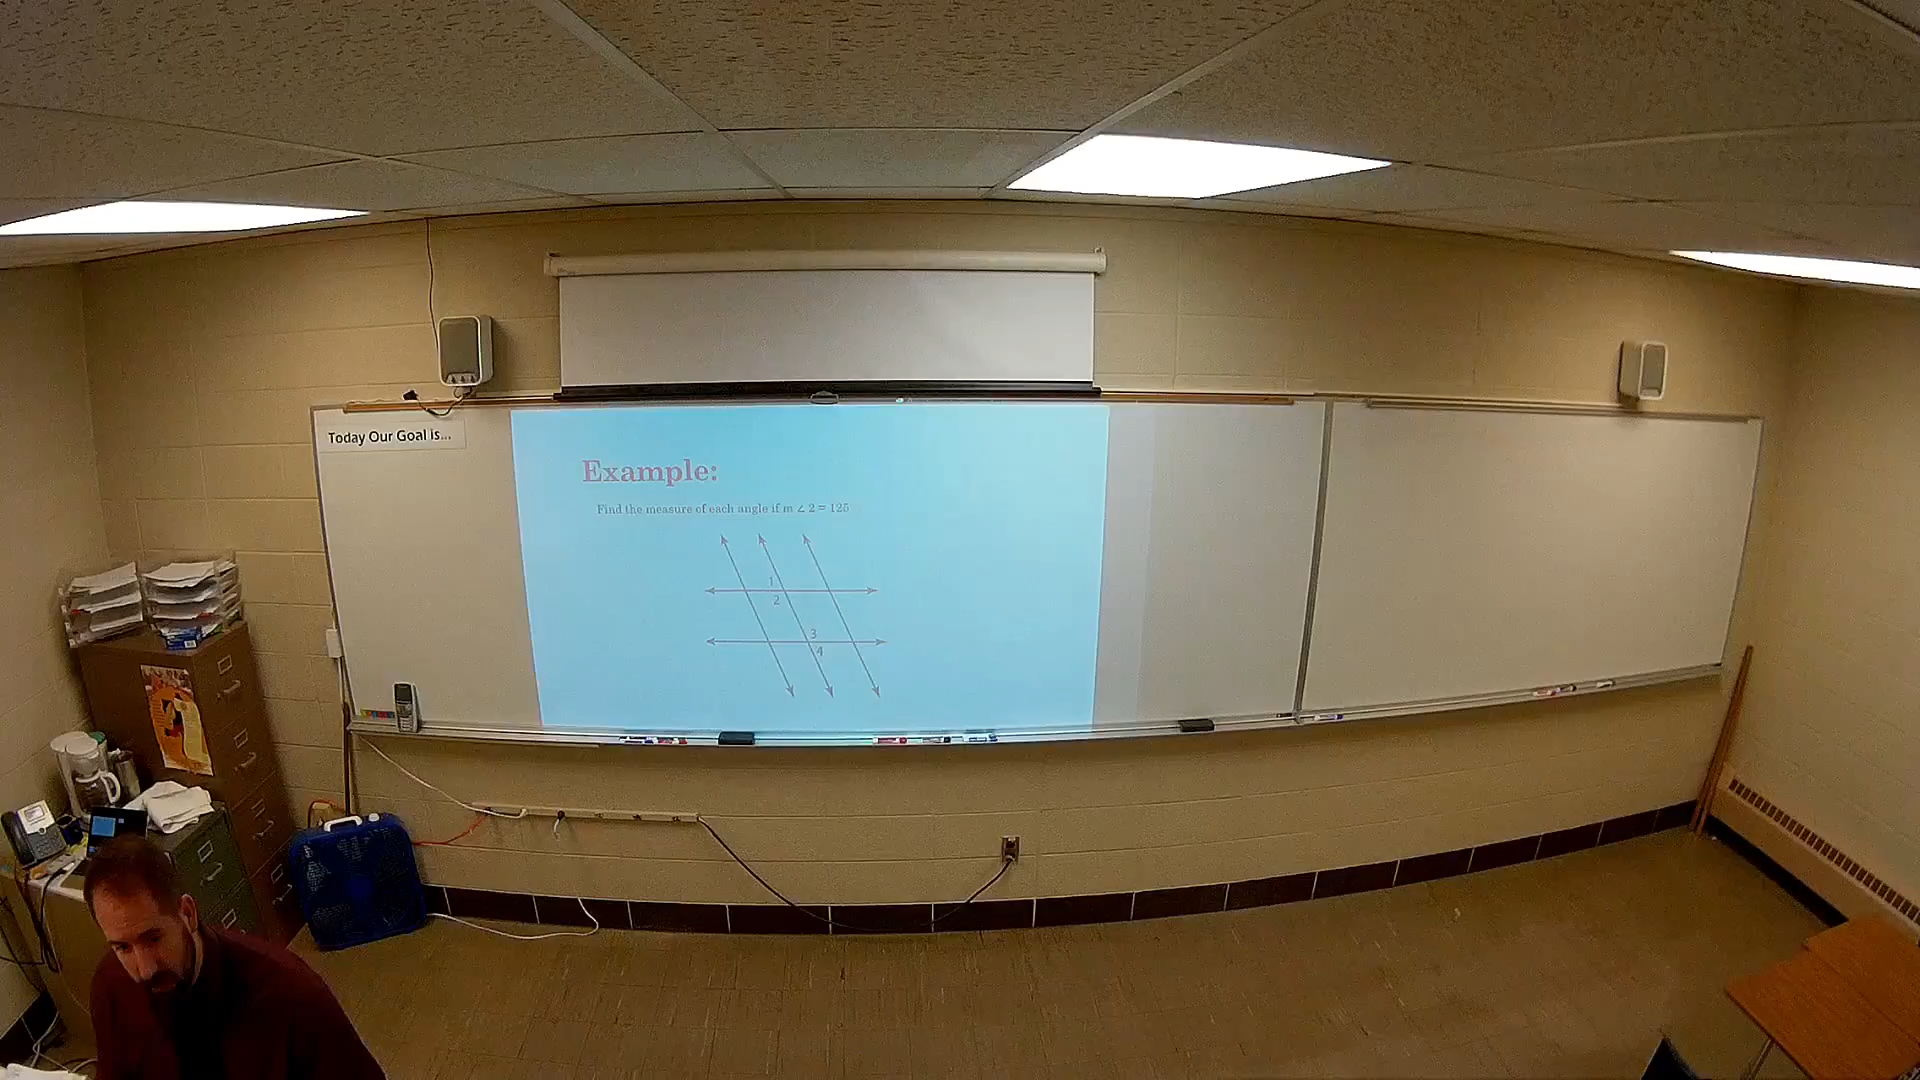 Today Our Goal is...
Example:
Find the measure of each angle if m ∠ 2 = 125
1
2
3
4